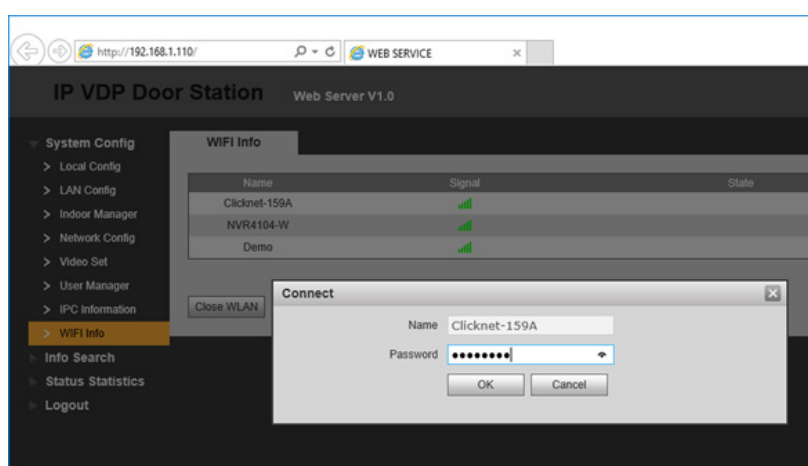 http://192.168.1.110/
WEB SERVICE
IP VDP Door Station Web Server V1.0
System Config
Local Config
LAN Config
Indoor Manager
Network Config
Video Set
User Manager
IPC Information
WIFI Info
Info Search
Status Statistics
Logout
WIFI Info
Name Signal State
Clicknet-159A
NVR4104-W
Demo
Close WLAN
Connect
Name Clicknet-159A
Password ●●●●●●●●
OK Cancel